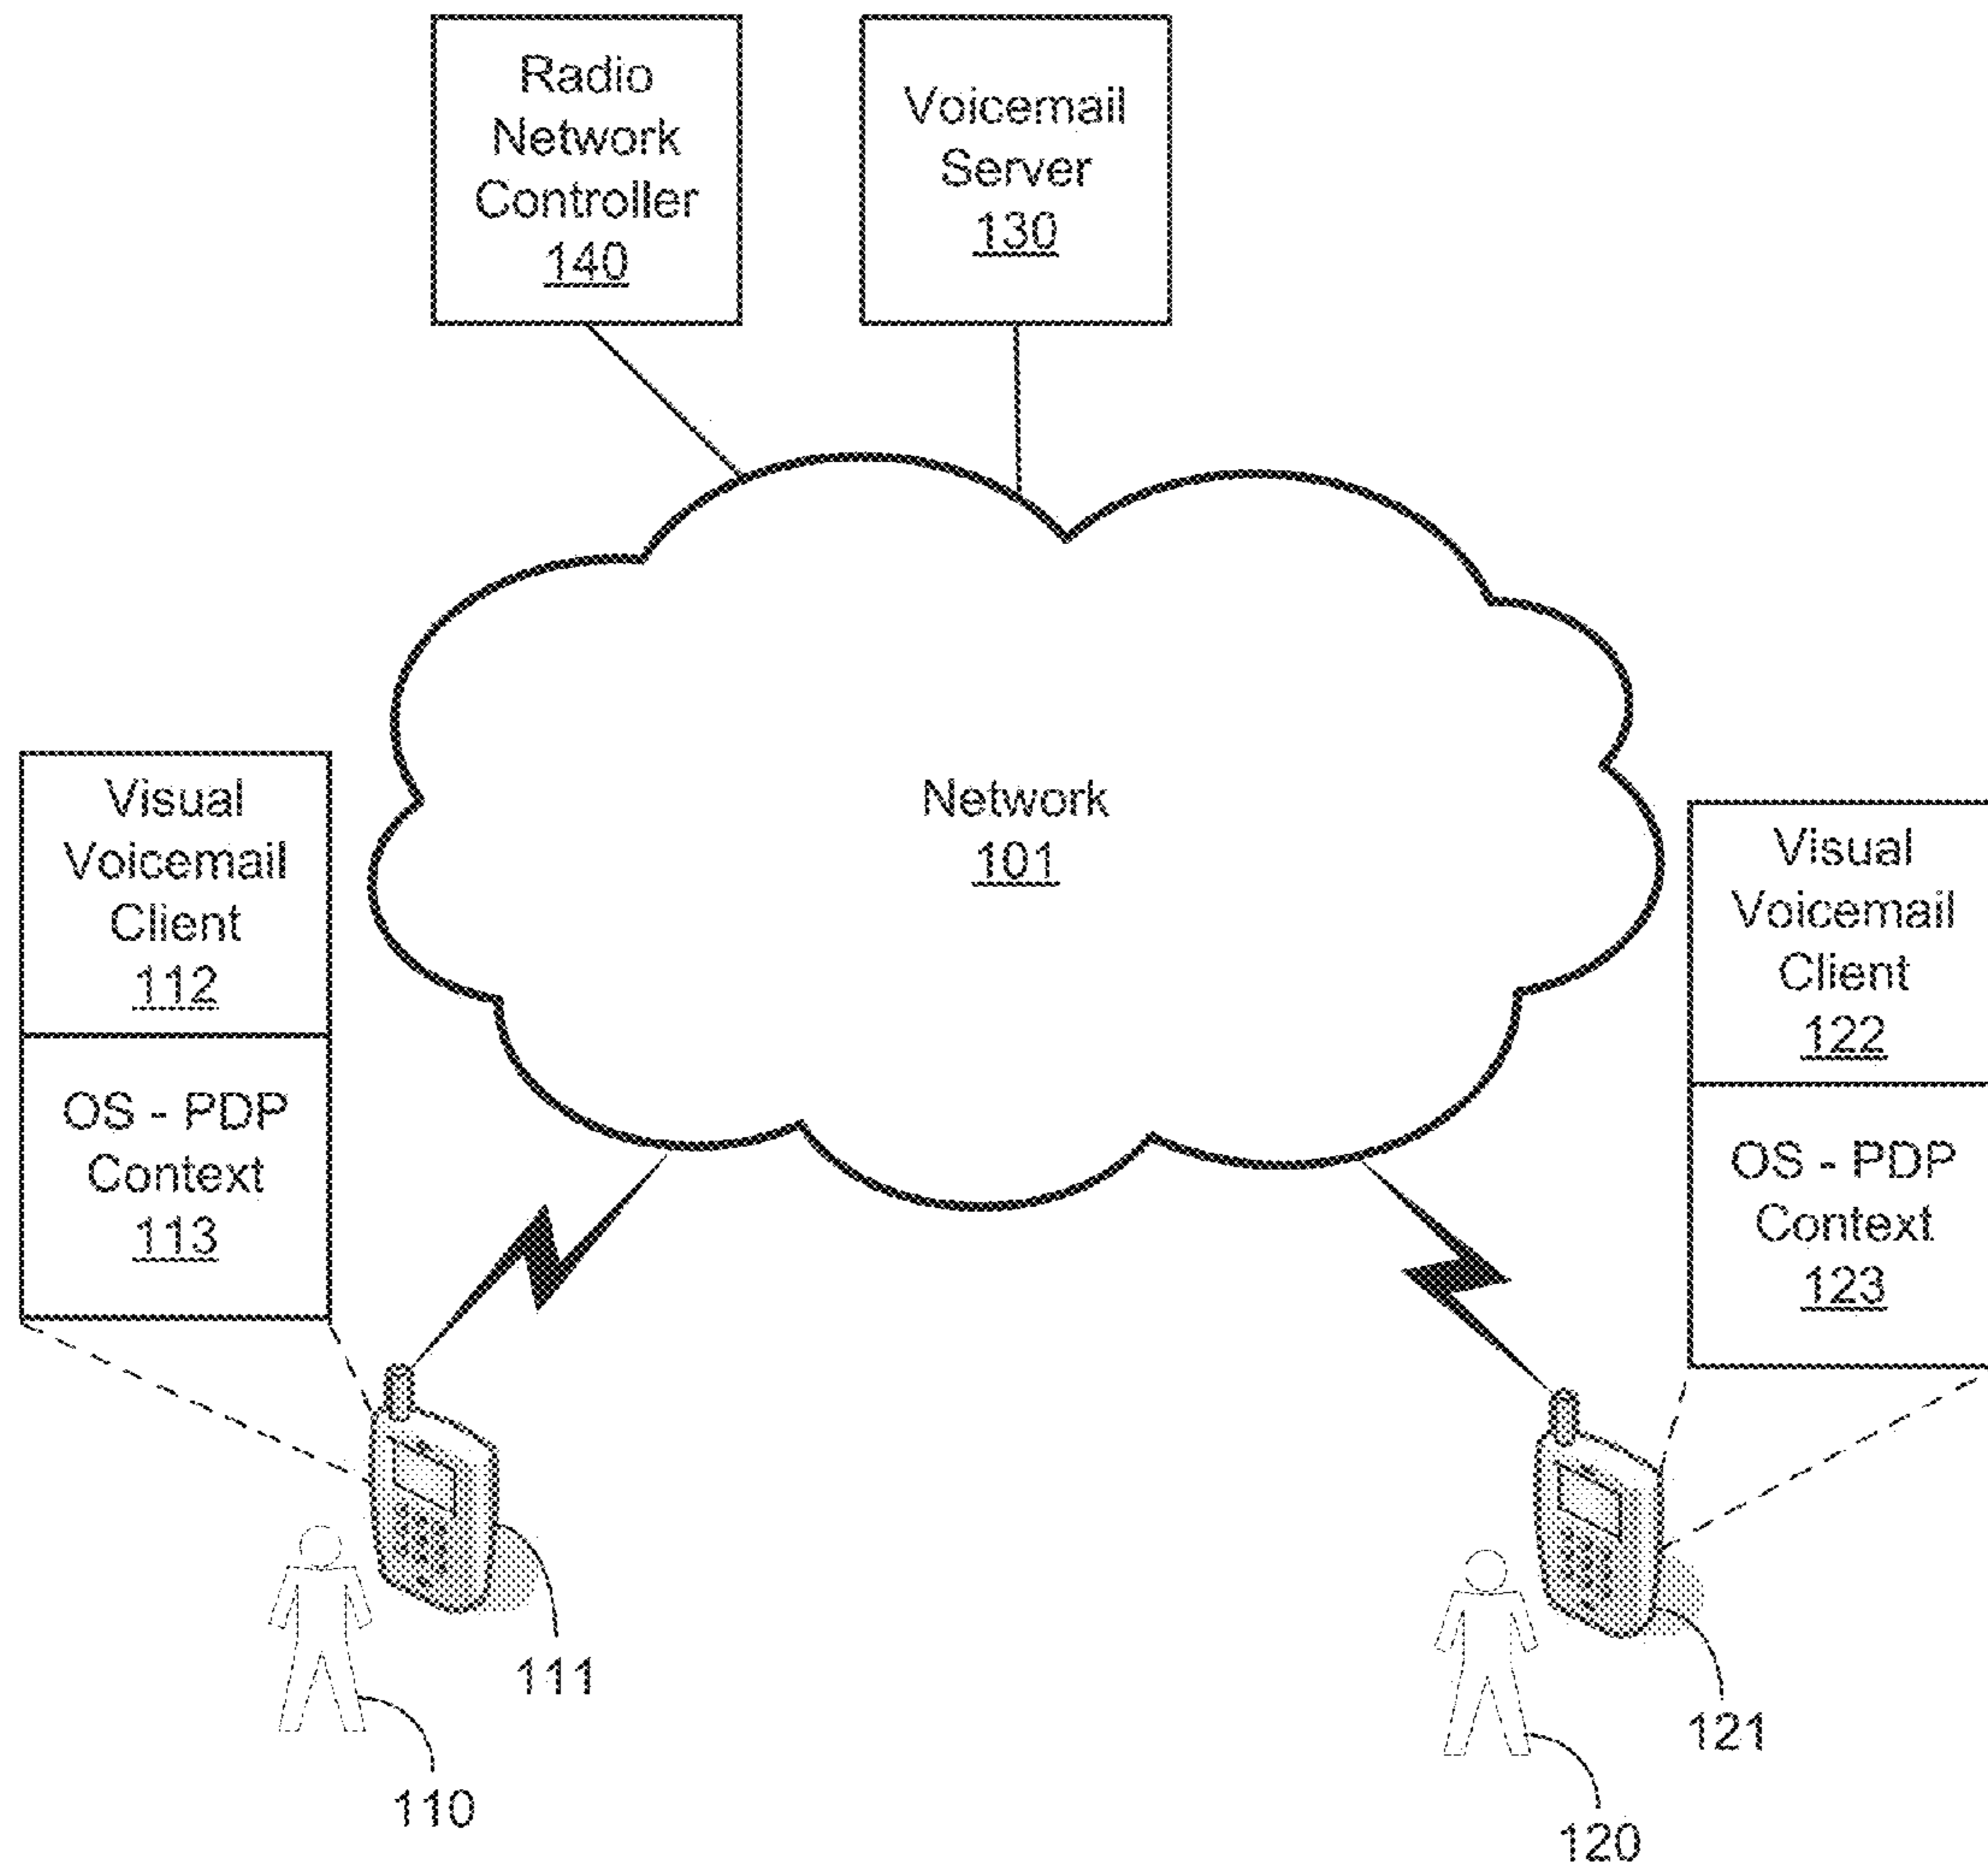 Radio
Network
Controller
140
Voicemail
Server
130
Network
101
Visual
Voicemail
Client
112
OS - PDP
Context
113
Visual
Voicemail
Client
122
OS - PDP
Context
123
111
110
121
120